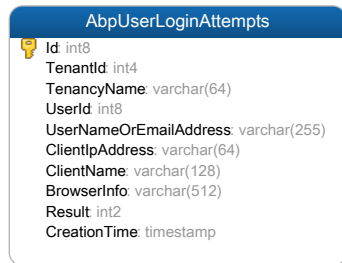 AbpUserLoginAttempts
Id: int8
TenantId: int4
TenancyName: varchar(64)
UserId: int8
UserNameOrEmailAddress: varchar(255)
ClientIpAddress: varchar(64)
ClientName: varchar(128)
BrowserInfo: varchar(512)
Result: int2
CreationTime: timestamp